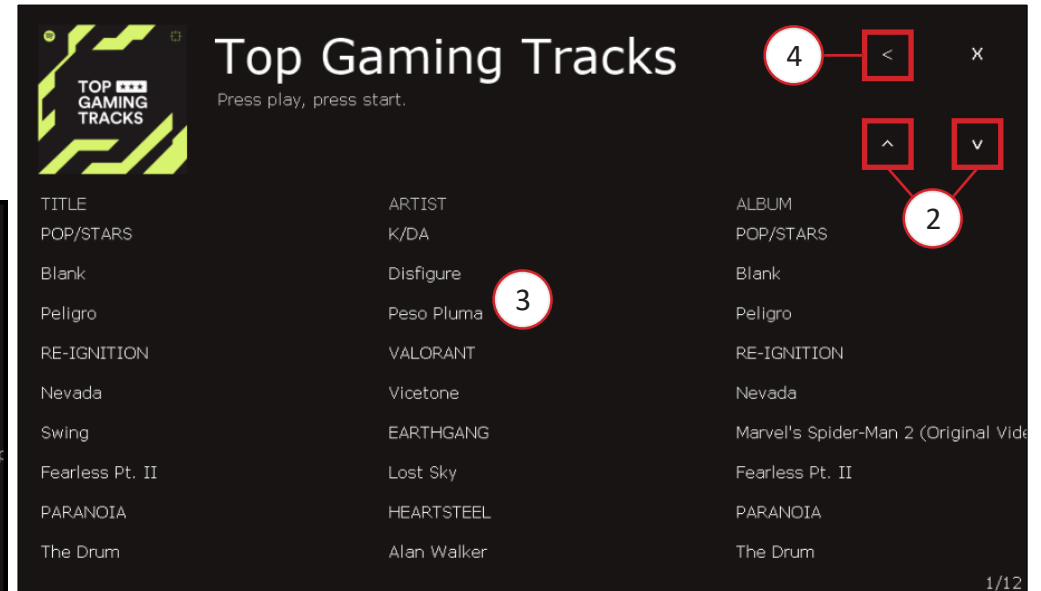 TOP
GAMING
TRACKS
Top Gaming Tracks
Press play, press start.
4
<
X
^
v
2
TITLE ARTIST ALBUM
POP/STARS K/DA POP/STARS
Blank Disfigure Blank
3
Peligro Peso Pluma Peligro
RE-IGNITION VALORANT RE-IGNITION
Nevada Vicetone Nevada
Swing EARTHGANG Marvel's Spider-Man 2 (Original Vide
Fearless Pt. II Lost Sky Fearless Pt. II
PARANOIA HEARTSTEEL PARANOIA
The Drum Alan Walker The Drum
1/12